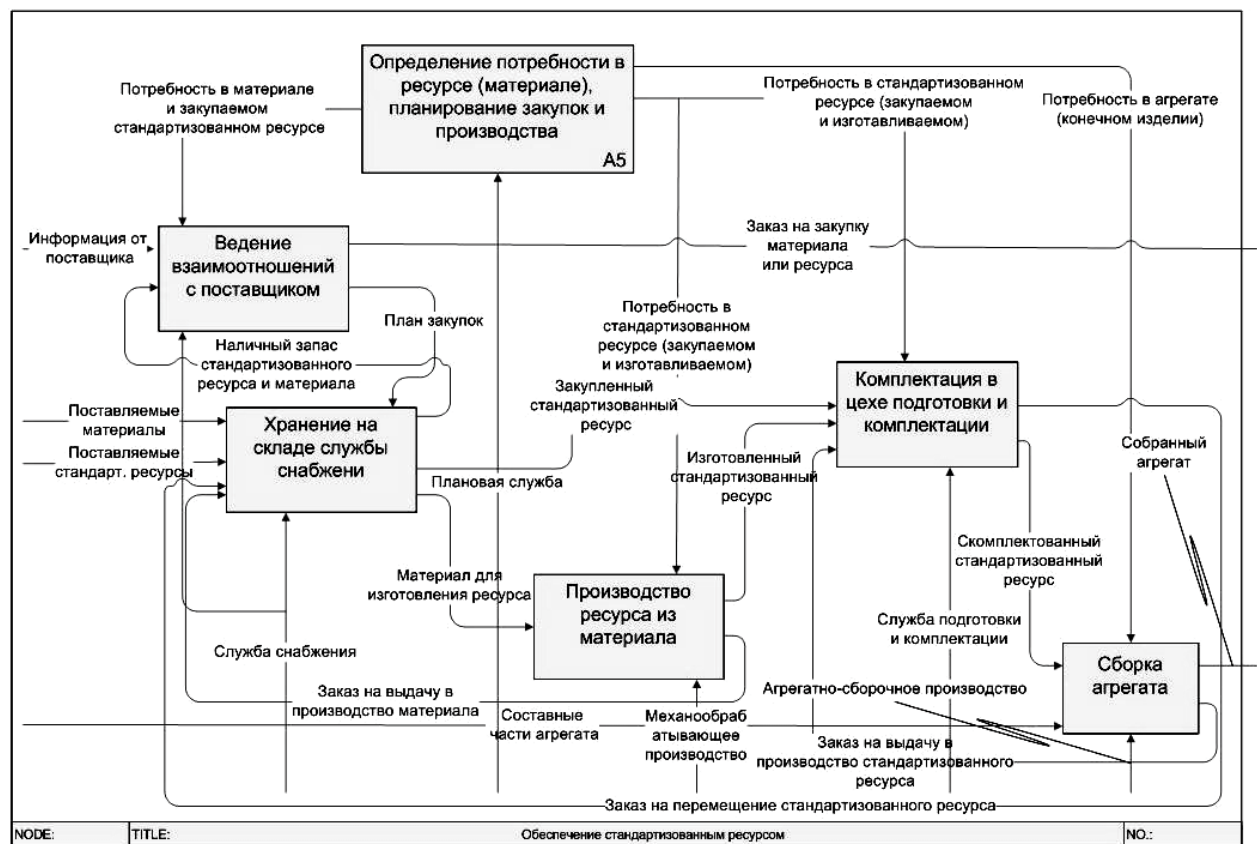 Определение потребности в
ресурсе (материале),
планирование закупок и
производства
A5
Потребность в материале
и закупаемом
стандартизованном ресурсе
Потребность в стандартизованном
ресурсе (закупаемом
и изготавливаемом)
Потребность в агрегате
(конечном изделии)
Информация от
поставщика
Ведение
взаимоотношений
с поставщиком
Заказ на закупку
материала
или ресурса
План закупок
Наличный запас
стандартизованного
ресурса и материала
Потребность в
стандартизованном
ресурсе (закупаемом
и изготавливаемом)
Закупленный
стандартизованный
ресурс
Комплектация в
цехе подготовки и
комплектации
Поставляемые
материалы
Поставляемые
стандарт. ресурсы
Хранение на
складе службы
снабжени
Плановая служба
Изготовленный
стандартизованный
ресурс
Собранный
агрегат
Материал для
изготовления ресурса
Производство
ресурса из
материала
Скомплектованный
стандартизованный
ресурс
Служба подготовки
и комплектации
Служба снабжения
Сборка
агрегата
Заказ на выдачу в
производство материала
Агрегатно-сборочное производство
Составные
части агрегата
Механообраб
атывающее
производство
Заказ на выдачу в
производство стандартизованного
ресурса
Заказ на перемещение стандартизованного ресурса
NODE:
TITLE:
Обеспечение стандартизованным ресурсом
NO.: